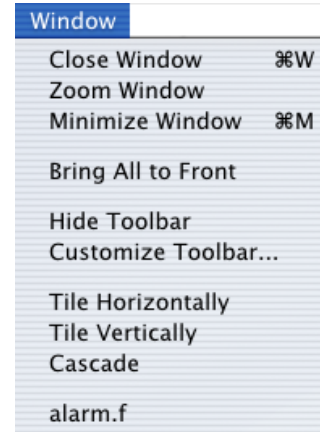 Window
Close Window ⌘W
Zoom Window
Minimize Window ⌘M
Bring All to Front
Hide Toolbar
Customize Toolbar...
Tile Horizontally
Tile Vertically
Cascade
alarm.f